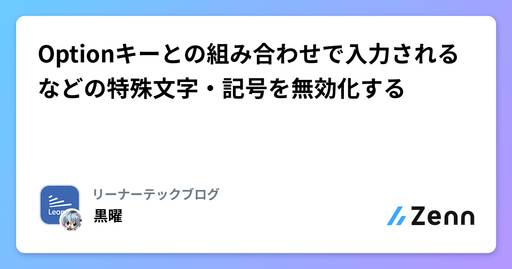 Optionキーとの組み合わせで入力される
などの特殊文字・記号を無効化する
リーナーテックブログ
黒曜
Zenn